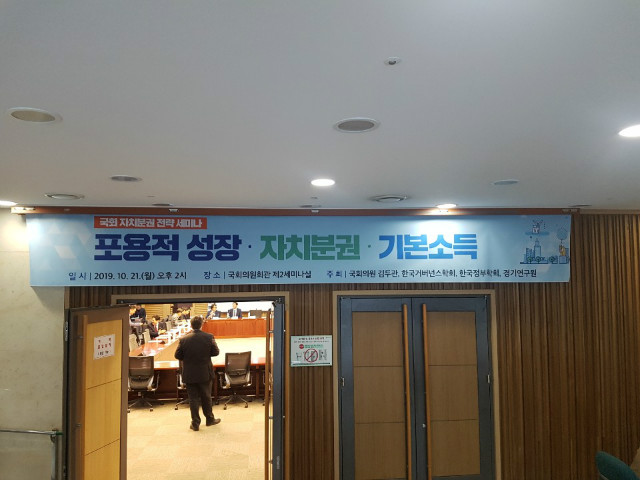 국회 자치분권 전략 세미나
포용적 성장 · 자치분권 · 기본소득
일 시 | 2019. 10. 21.(월) 오후 2시 장 소 | 국회의원회관 제2세미나실 주 최 | 국회의원 김두관, 한국거버넌스학회, 한국정부학회, 경기연구원